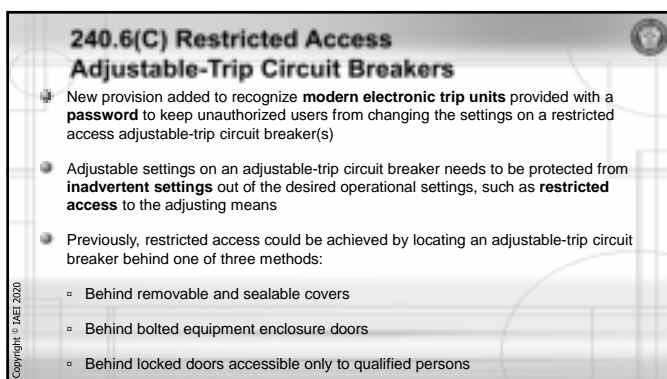 240.6(C) Restricted Access
Adjustable-Trip Circuit Breakers
New provision added to recognize modern electronic trip units provided with a
password to keep unauthorized users from changing the settings on a restricted
access adjustable-trip circuit breaker(s)
Adjustable settings on an adjustable-trip circuit breaker needs to be protected from
inadvertent settings out of the desired operational settings, such as restricted
access to the adjusting means
Previously, restricted access could be achieved by locating an adjustable-trip circuit
breaker behind one of three methods:
Behind removable and sealable covers
Behind bolted equipment enclosure doors
Behind locked doors accessible only to qualified persons
Copyright © IAEI 2020